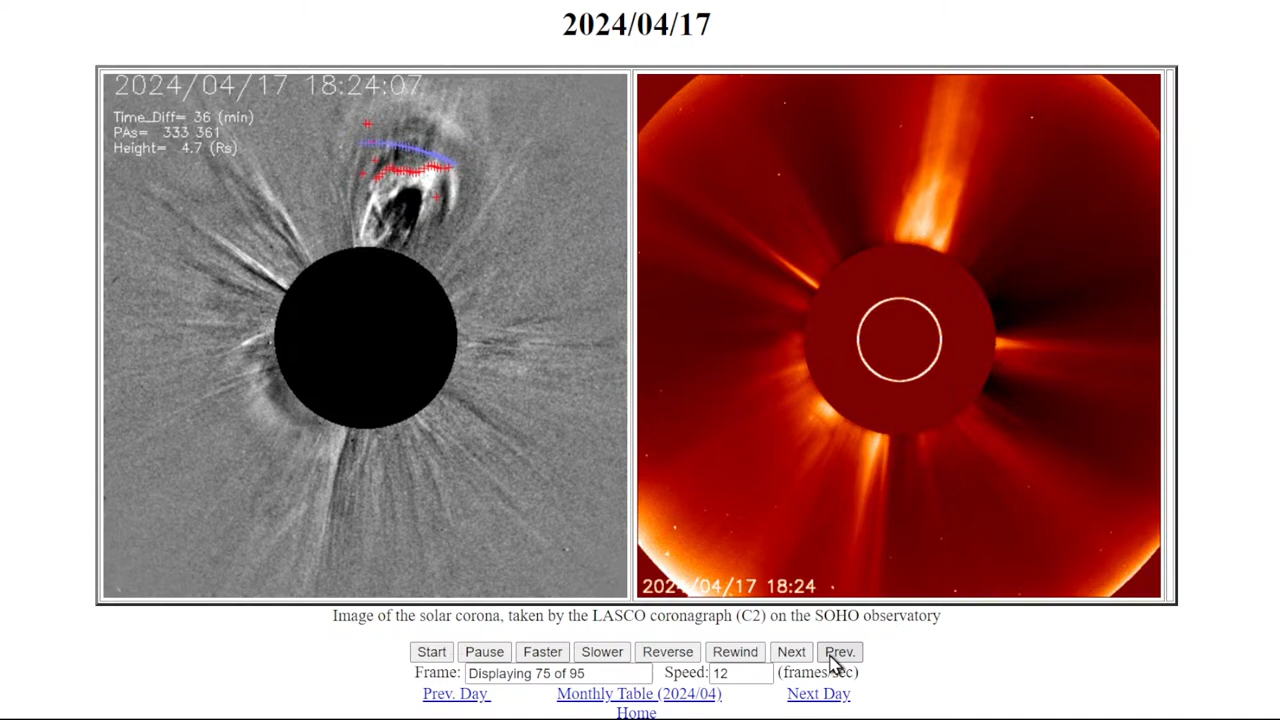 2024/04/17
2024/04/17 18:24:07
Time_Diff= 36 (min)
PAs= 333 361
Height= 4.7 (Rs)
2024/04/17 18:24
Image of the solar corona, taken by the LASCO coronagraph (C2) on the SOHO observatory
Start Pause Faster Slower Reverse Rewind Next Prev.
Frame: Displaying 75 of 95 Speed: 12 (frames/sec)
Prev. Day Monthly Table (2024/04) Next Day
Home